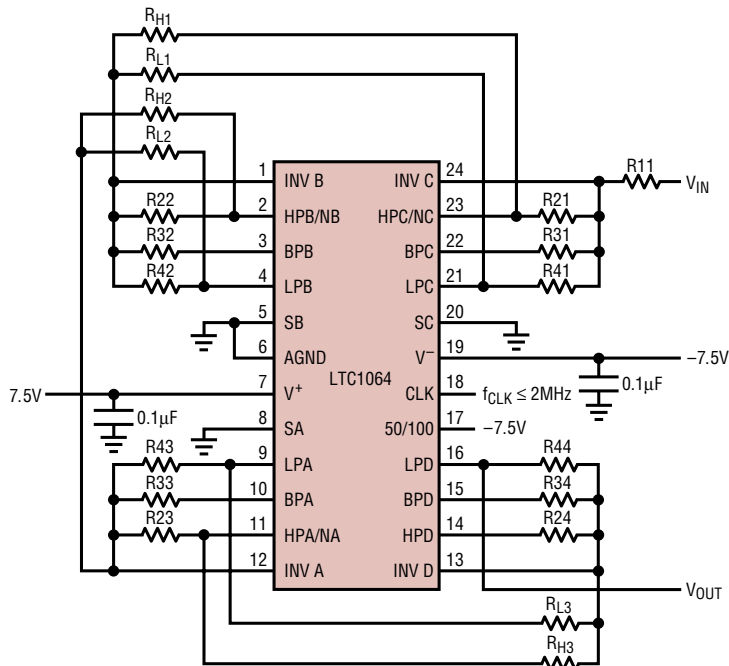 RH1
RL1
RH2
RL2
1 INV B INV C 24 R11 VIN
R22 2 HPB/NB HPC/NC 23 R21
R32 3 BPB BPC 22 R31
R42 4 LPB LPC 21 R41
5 SB SC 20
6 AGND V– 19 –7.5V
LTC1064
7.5V 7 V+ CLK 18 fCLK ≤ 2MHz 0.1µF
0.1µF 8 SA 50/100 17 –7.5V
R43 9 LPA LPD 16 R44
R33 10 BPA BPD 15 R34
R23 11 HPA/NA HPD 14 R24
12 INV A INV D 13
VOUT
RL3
RH3